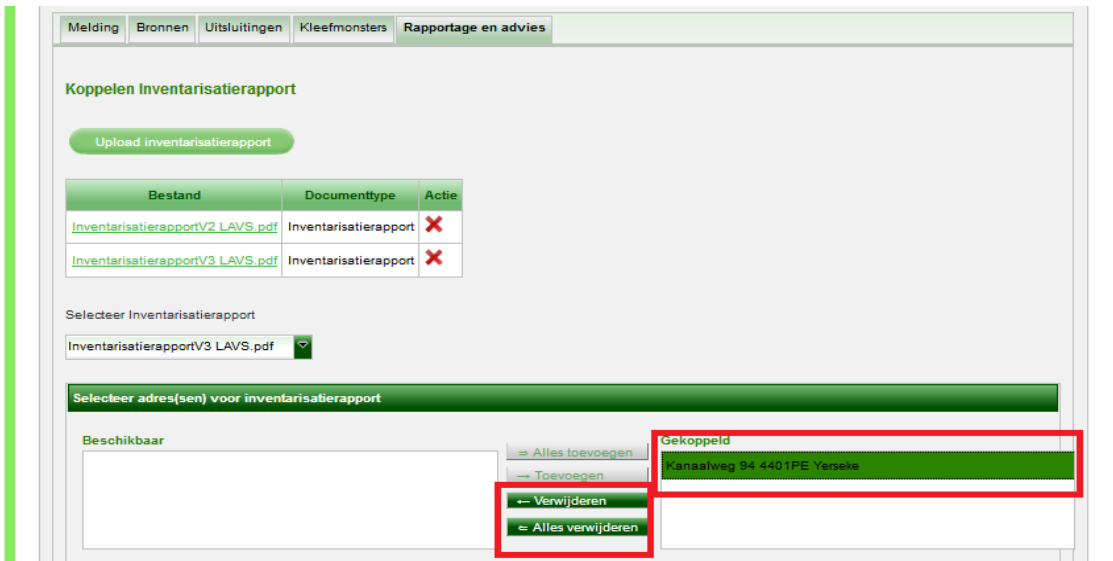 Melding Bronnen Uitsluitingen Kleefmonsters Rapportage en advies
Koppelen Inventarisatierapport
Upload inventarisatierapport
Bestand Documenttype Actie
InventarisatierapportV2 LAVS.pdf Inventarisatierapport
InventarisatierapportV3 LAVS.pdf Inventarisatierapport
Selecteer Inventarisatierapport
InventarisatierapportV3 LAVS.pdf
Selecteer adres(sen) voor inventarisatierapport
Beschikbaar
⇒ Alles toevoegen
→ Toevoegen
← Verwijderen
⇐ Alles verwijderen
Gekoppeld
Kanaalweg 94 4401PE Yerseke